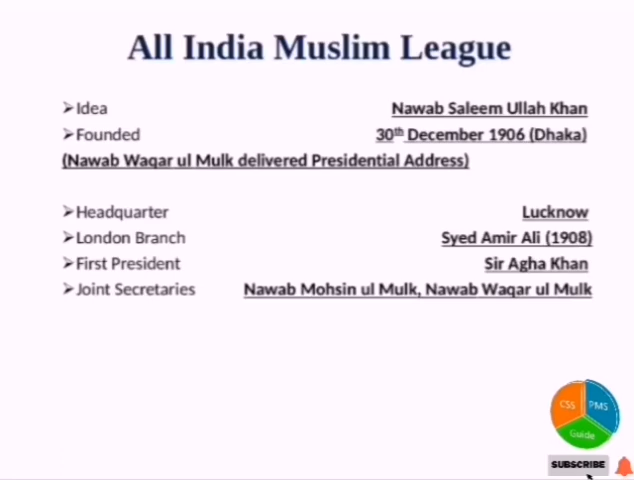 All India Muslim League
➢Idea Nawab Saleem Ullah Khan
➢Founded 30th December 1906 (Dhaka)
(Nawab Waqar ul Mulk delivered Presidential Address)
➢Headquarter Lucknow
➢London Branch Syed Amir Ali (1908)
➢First President Sir Agha Khan
➢Joint Secretaries Nawab Mohsin ul Mulk, Nawab Waqar ul Mulk
CSS PMS
Guide
SUBSCRIBE